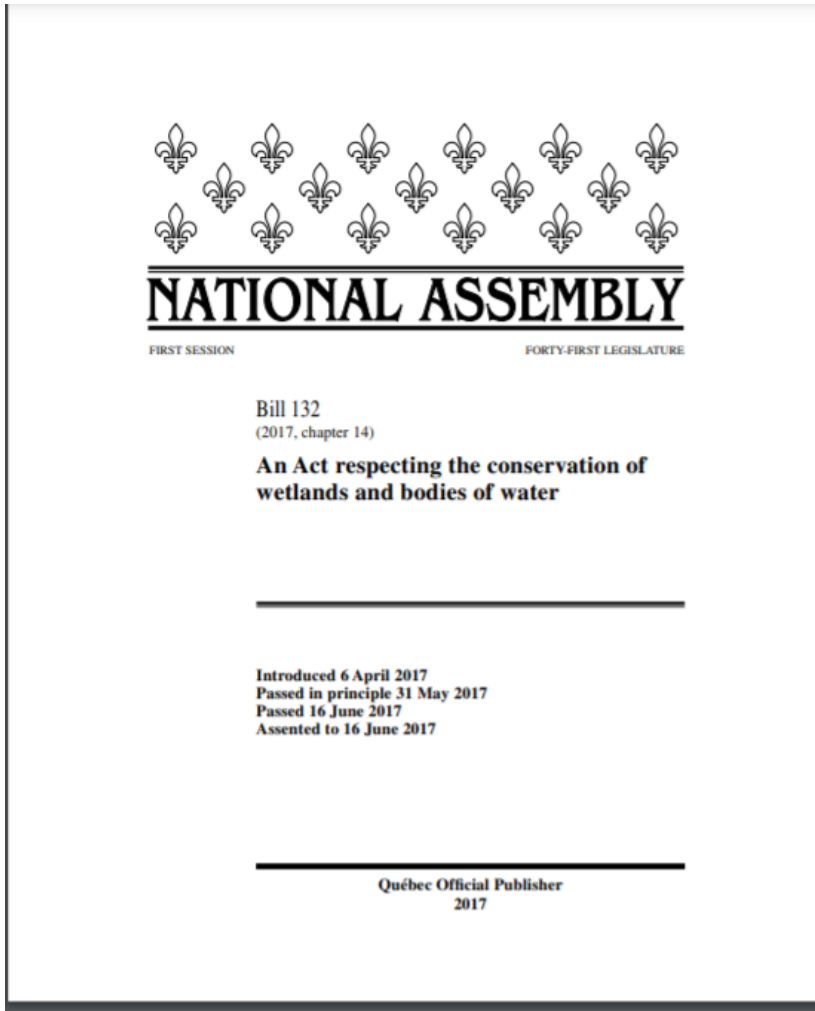 NATIONAL ASSEMBLY
FIRST SESSION
FORTY-FIRST LEGISLATURE
Bill 132
(2017, chapter 14)
An Act respecting the conservation of
wetlands and bodies of water
Introduced 6 April 2017
Passed in principle 31 May 2017
Passed 16 June 2017
Assented to 16 June 2017
Québec Official Publisher
2017